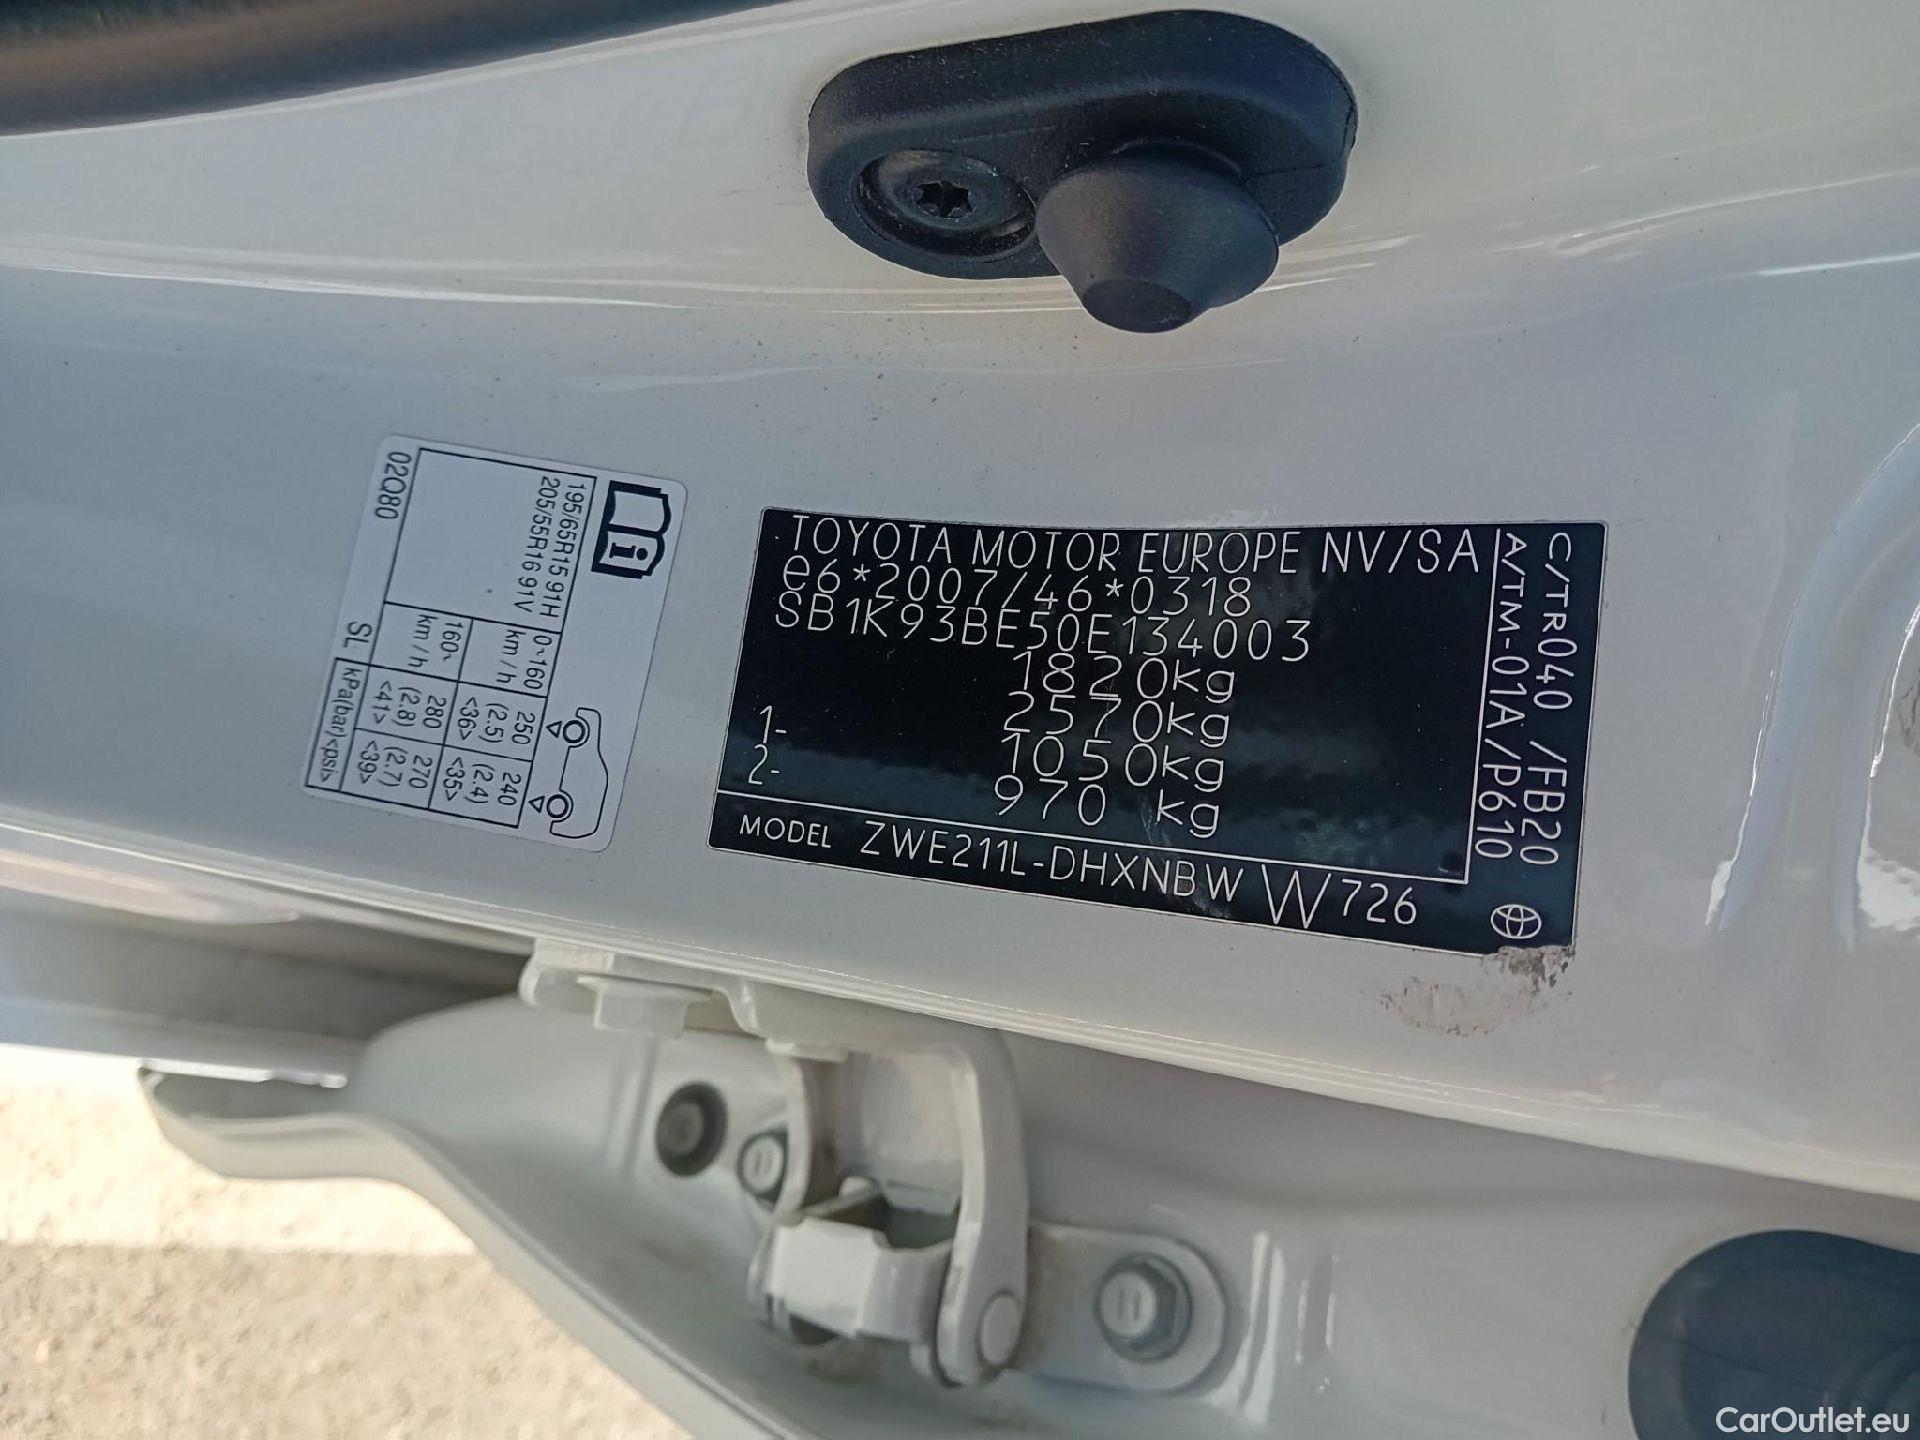 02Q80
195/65R15 91H
205/55R16 91V
0~160
km/h
250
(2.5)
<36>
240
(2.4)
<35>
160~
km/h
280
(2.8)
<41>
270
(2.7)
<39>
SL
kPa(bar)<psi>
i
TOYOTA MOTOR EUROPE NV/SA
e6*2007/46*0318
SB1K93BE50E134003
1820kg
2570kg
1- 1050kg
2- 970 kg
MODEL ZWE211L-DHXNBW W726
C/TR040 /FB20
A/TM-01A/P610
CarOutlet.eu